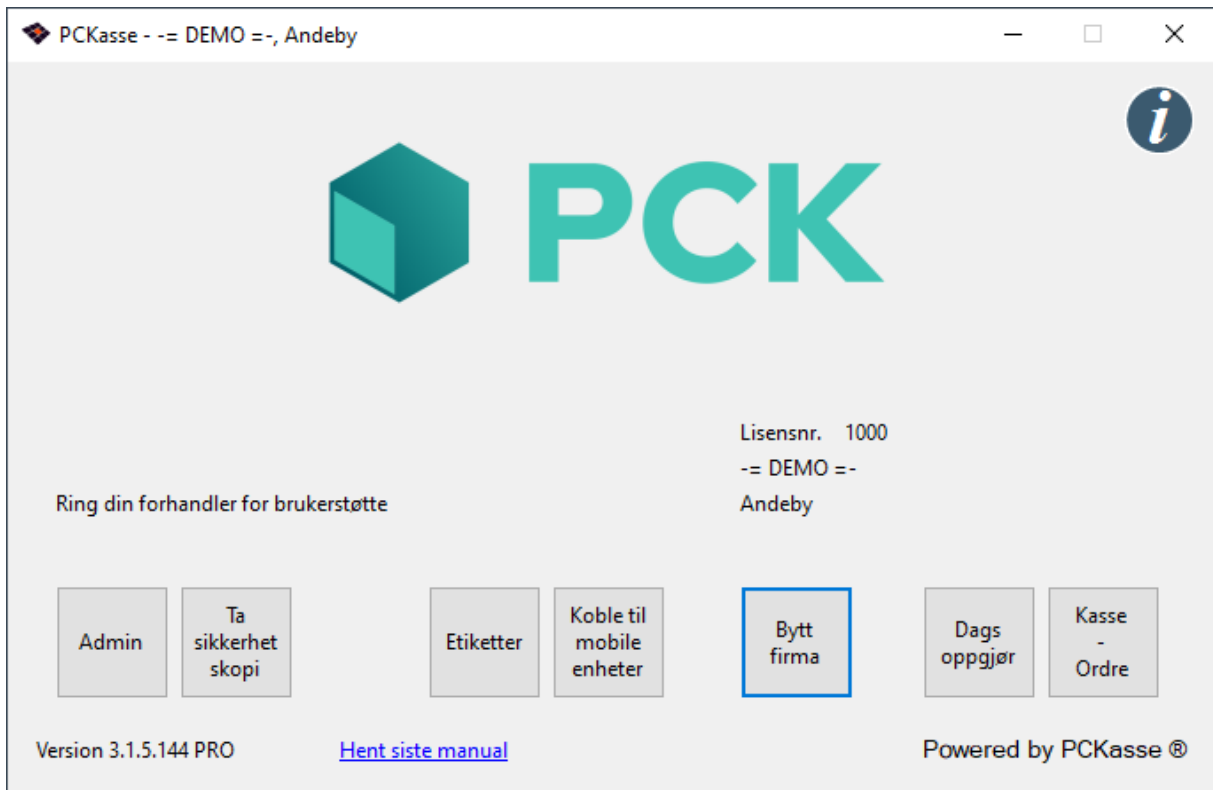 PCKasse - -= DEMO =-, Andeby
i
PCK
Lisensnr. 1000
-= DEMO =-
Ring din forhandler for brukerstøtte
Andeby
Admin
Ta
sikkerhet
skopi
Etiketter
Koble til
mobile
enheter
Bytt
firma
Dags
oppgjør
Kasse
-
Ordre
Version 3.1.5.144 PRO
Hent siste manual
Powered by PCKasse ®